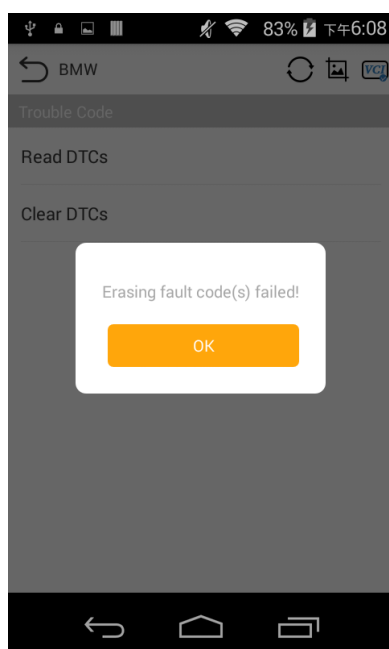 83% 下午6:08
BMW VCI
Trouble Code
Read DTCs
Clear DTCs
Erasing fault code(s) failed!
OK